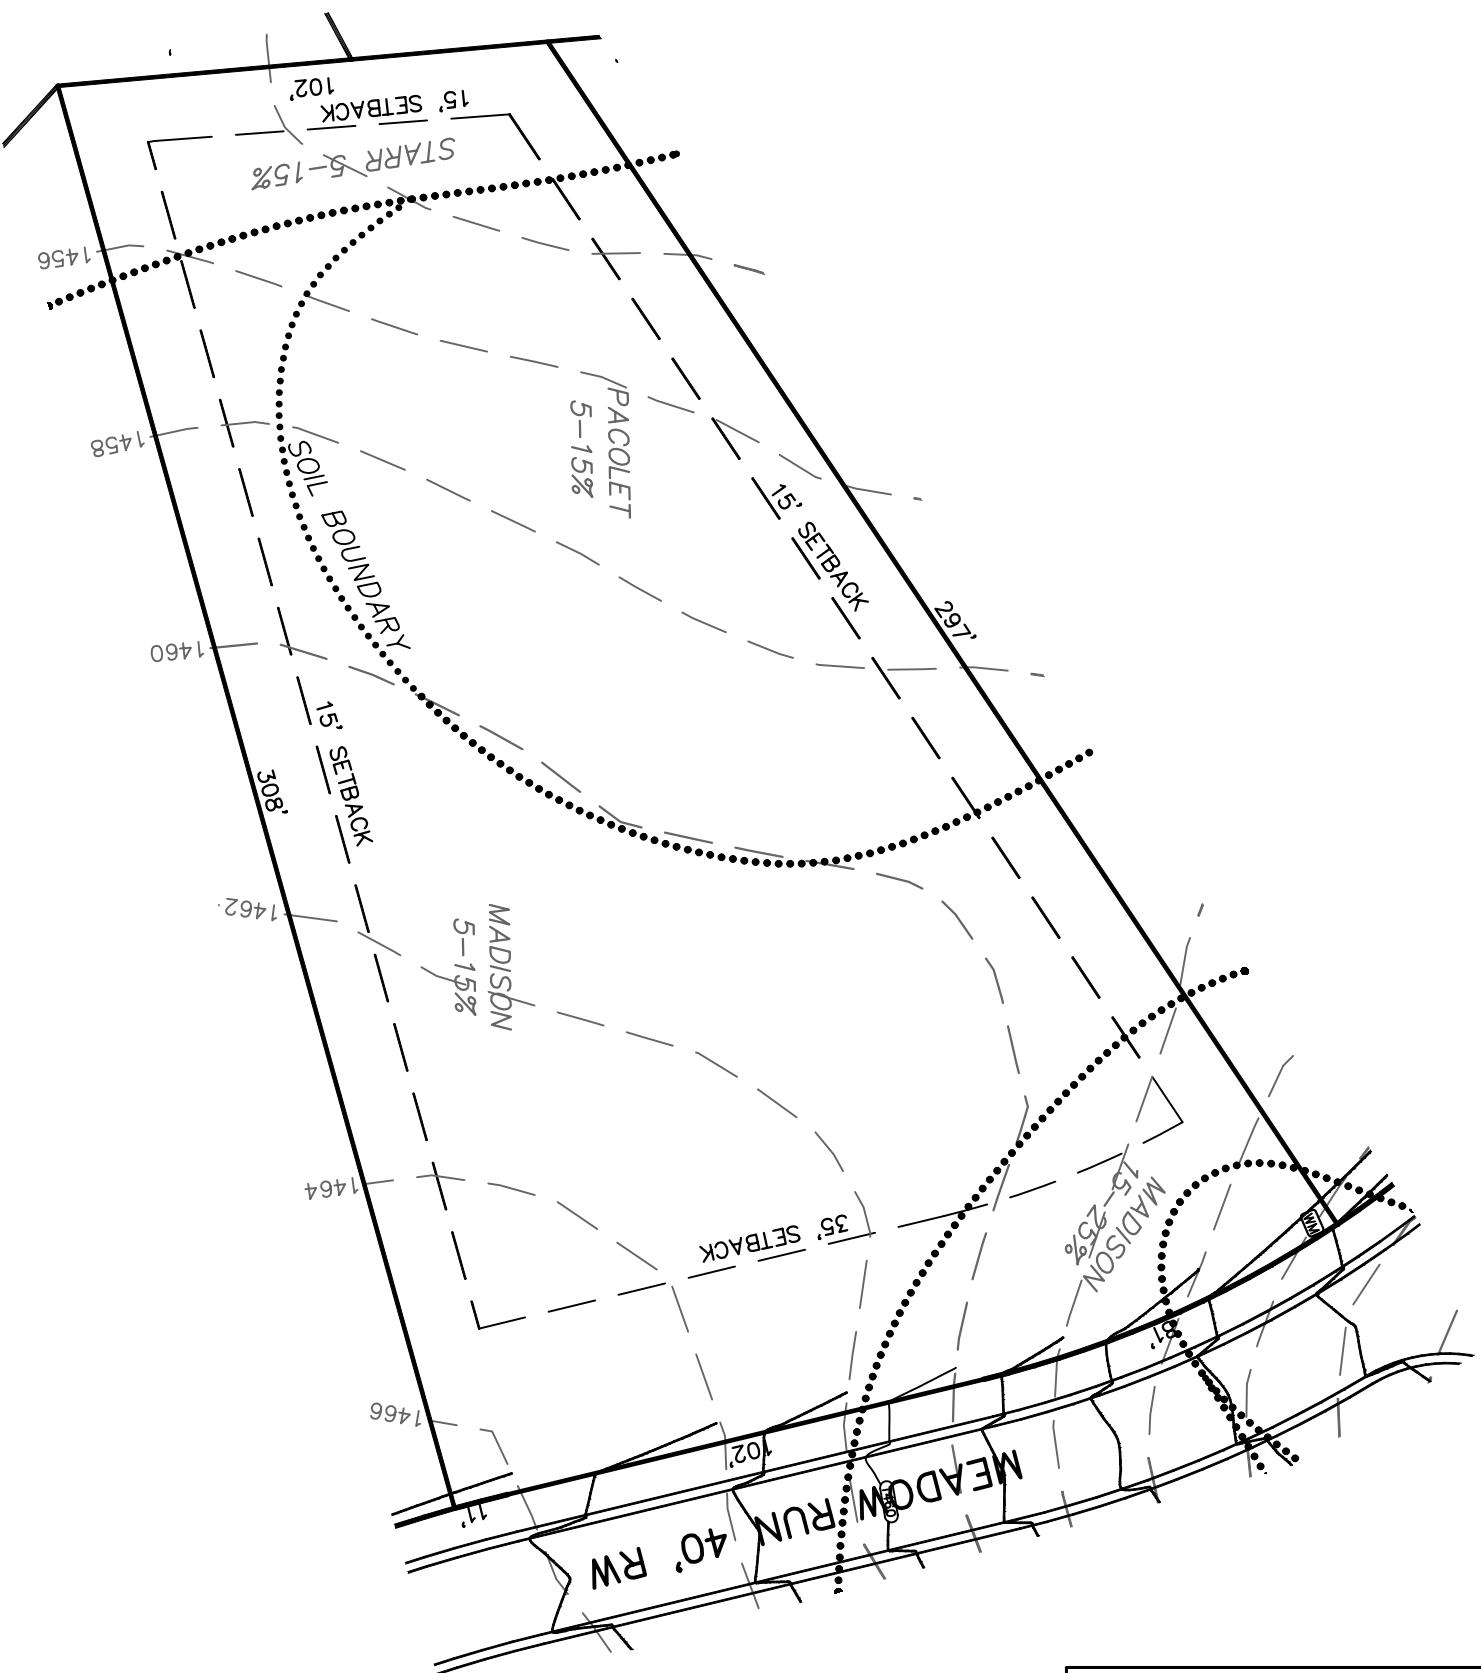 102'
15' SETBACK
STARR 5-15%
1456
PACOLET
5-15%
1458
SOIL BOUNDARY
15' SETBACK
297'
1460
15' SETBACK
308'
1462
MADISON
5-15%
1464
35' SETBACK
MADISON
15-25%
WM
81'
1466
102'
11'
MEADOW RUN 40' RW